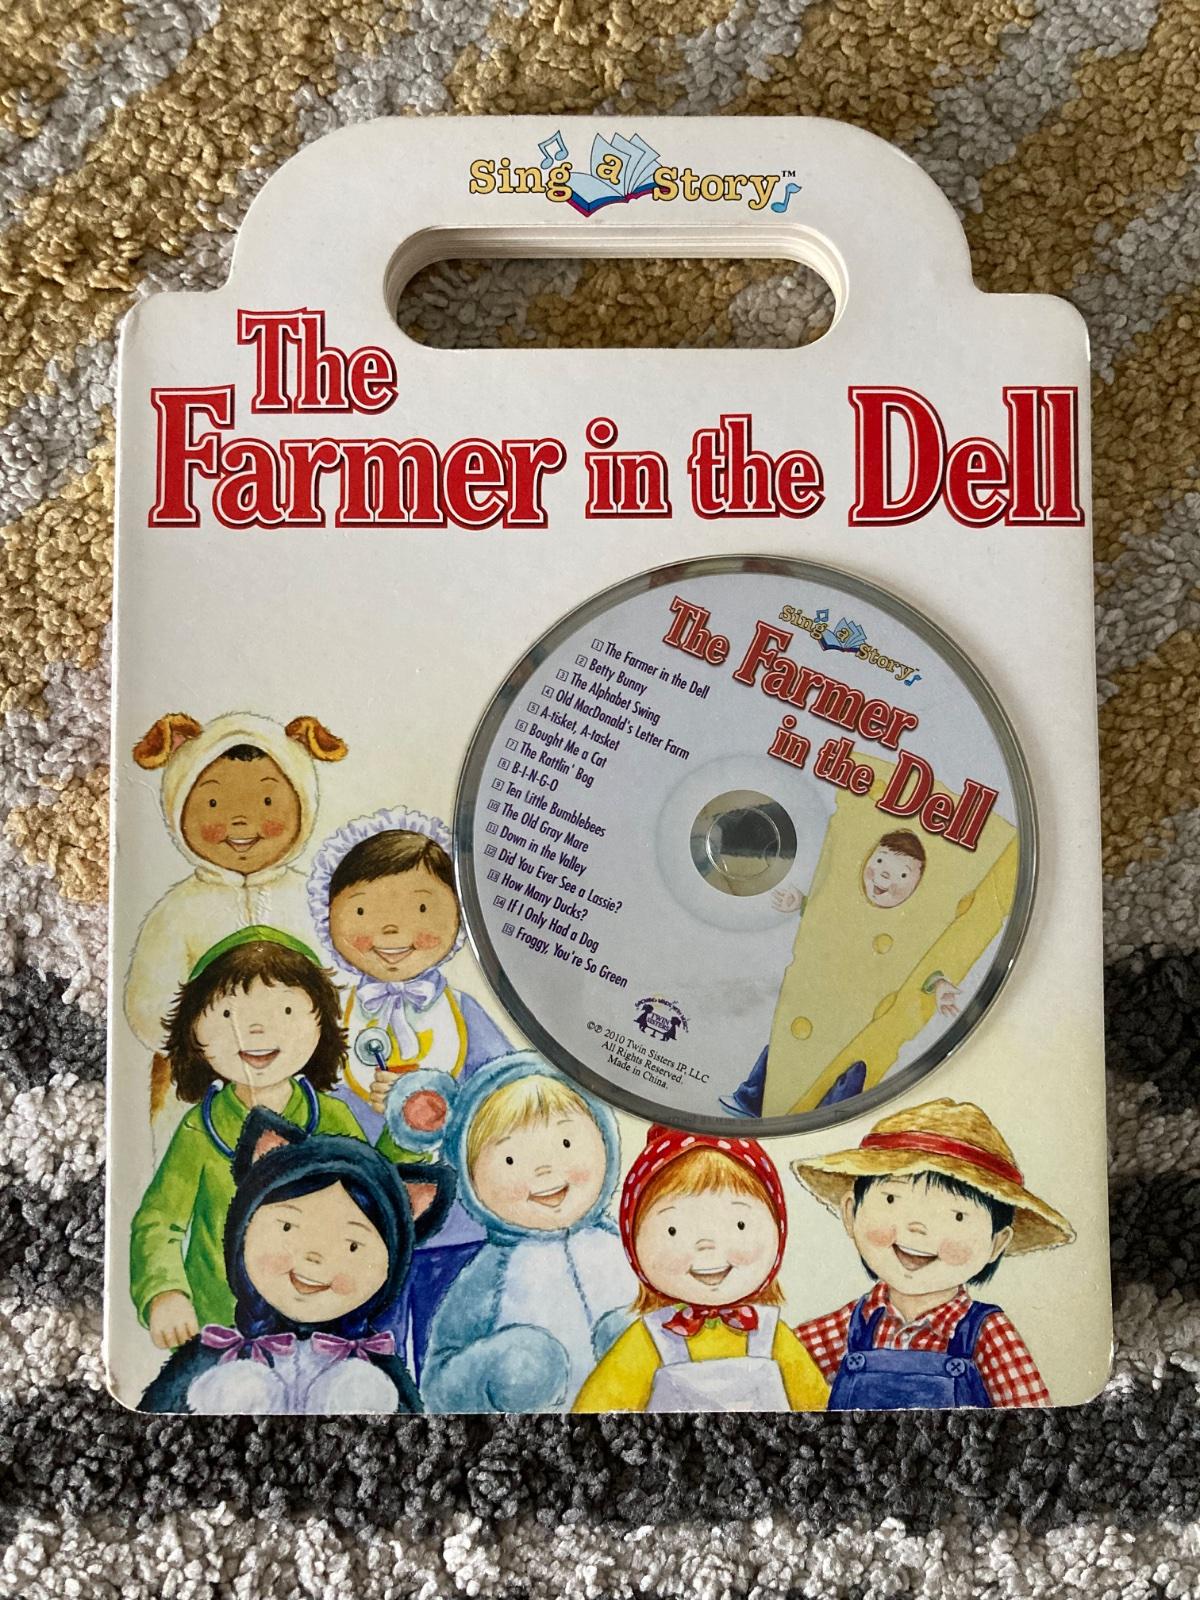 Sing a Story™
The
Farmer in the Dell
Sing a Story
The Farmer
in the Dell
1 The Farmer in the Dell
2 Betty Bunny
3 The Alphabet Swing
4 Old MacDonald's Letter Farm
5 A-tisket, A-tasket
6 Bought Me a Cat
7 The Rattlin' Bog
8 B-I-N-G-O
9 Ten Little Bumblebees
10 The Old Gray Mare
11 Down in the Valley
12 Did You Ever See a Lassie?
13 How Many Ducks?
14 If I Only Had a Dog
15 Froggy, You're So Green
TWIN
SISTERS
©℗ 2010 Twin Sisters IP, LLC
All Rights Reserved.
Made in China.